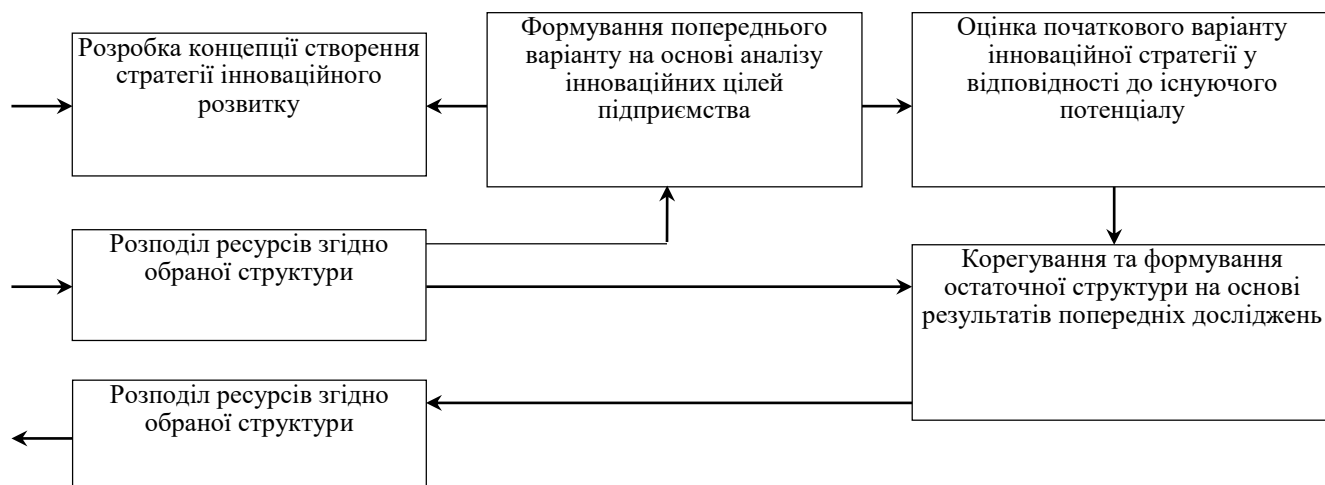 Розробка концепції створення
стратегії інноваційного
розвитку
Формування попереднього
варіанту на основі аналізу
інноваційних цілей
підприємства
Оцінка початкового варіанту
інноваційної стратегії у
відповідності до існуючого
потенціалу
Розподіл ресурсів згідно
обраної структури
Корегування та формування
остаточної структури на основі
результатів попередніх досліджень
Розподіл ресурсів згідно
обраної структури